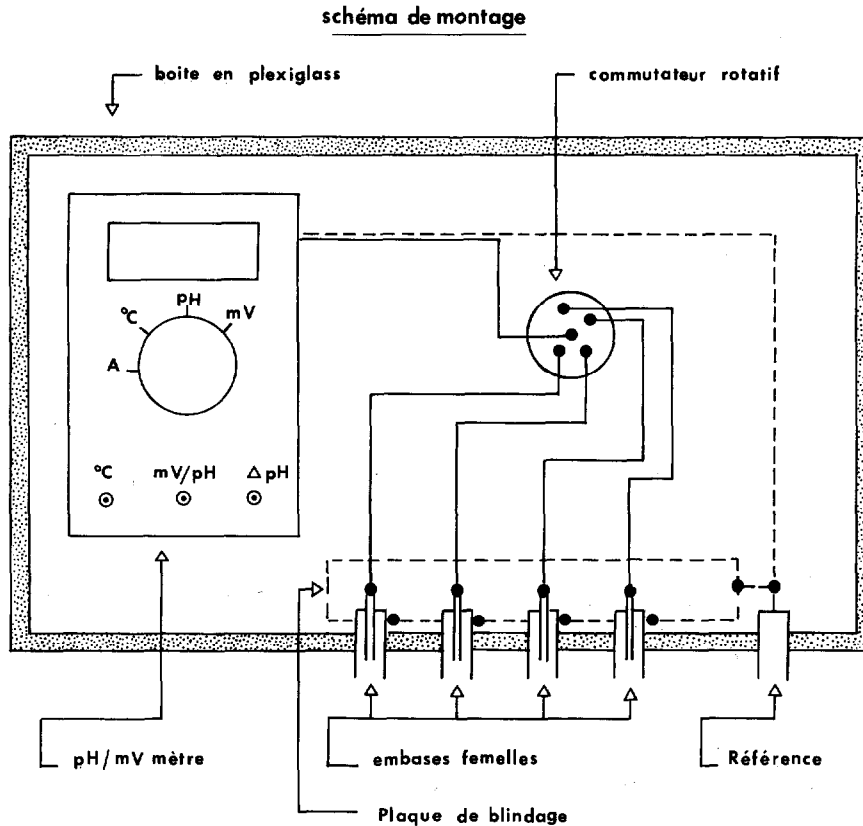 schéma de montage
boite en plexiglass
commutateur rotatif
pH
°C
mV
A
°C
mV/pH
Δ pH
pH/mV mètre
embases femelles
Référence
Plaque de blindage